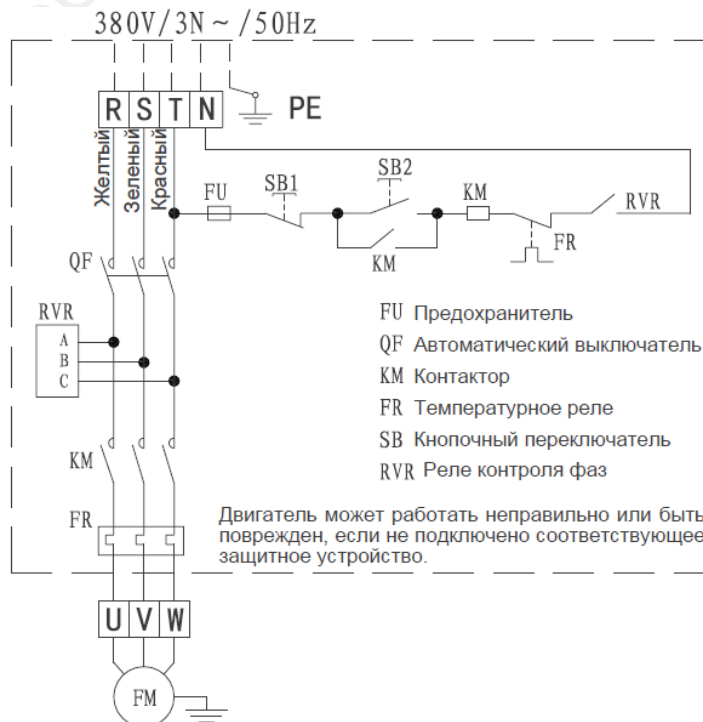 380V/3N ~ /50Hz
R S T N
PE
Желтый
Зеленый
Красный
FU
SB1
SB2
KM
RVR
FR
KM
QF
RVR
A
B
C
FU Предохранитель
QF Автоматический выключатель
KM Контактор
FR Температурное реле
SB Кнопочный переключатель
RVR Реле контроля фаз
KM
FR
Двигатель может работать неправильно или быть
поврежден, если не подключено соответствующее
защитное устройство.
U V W
FM